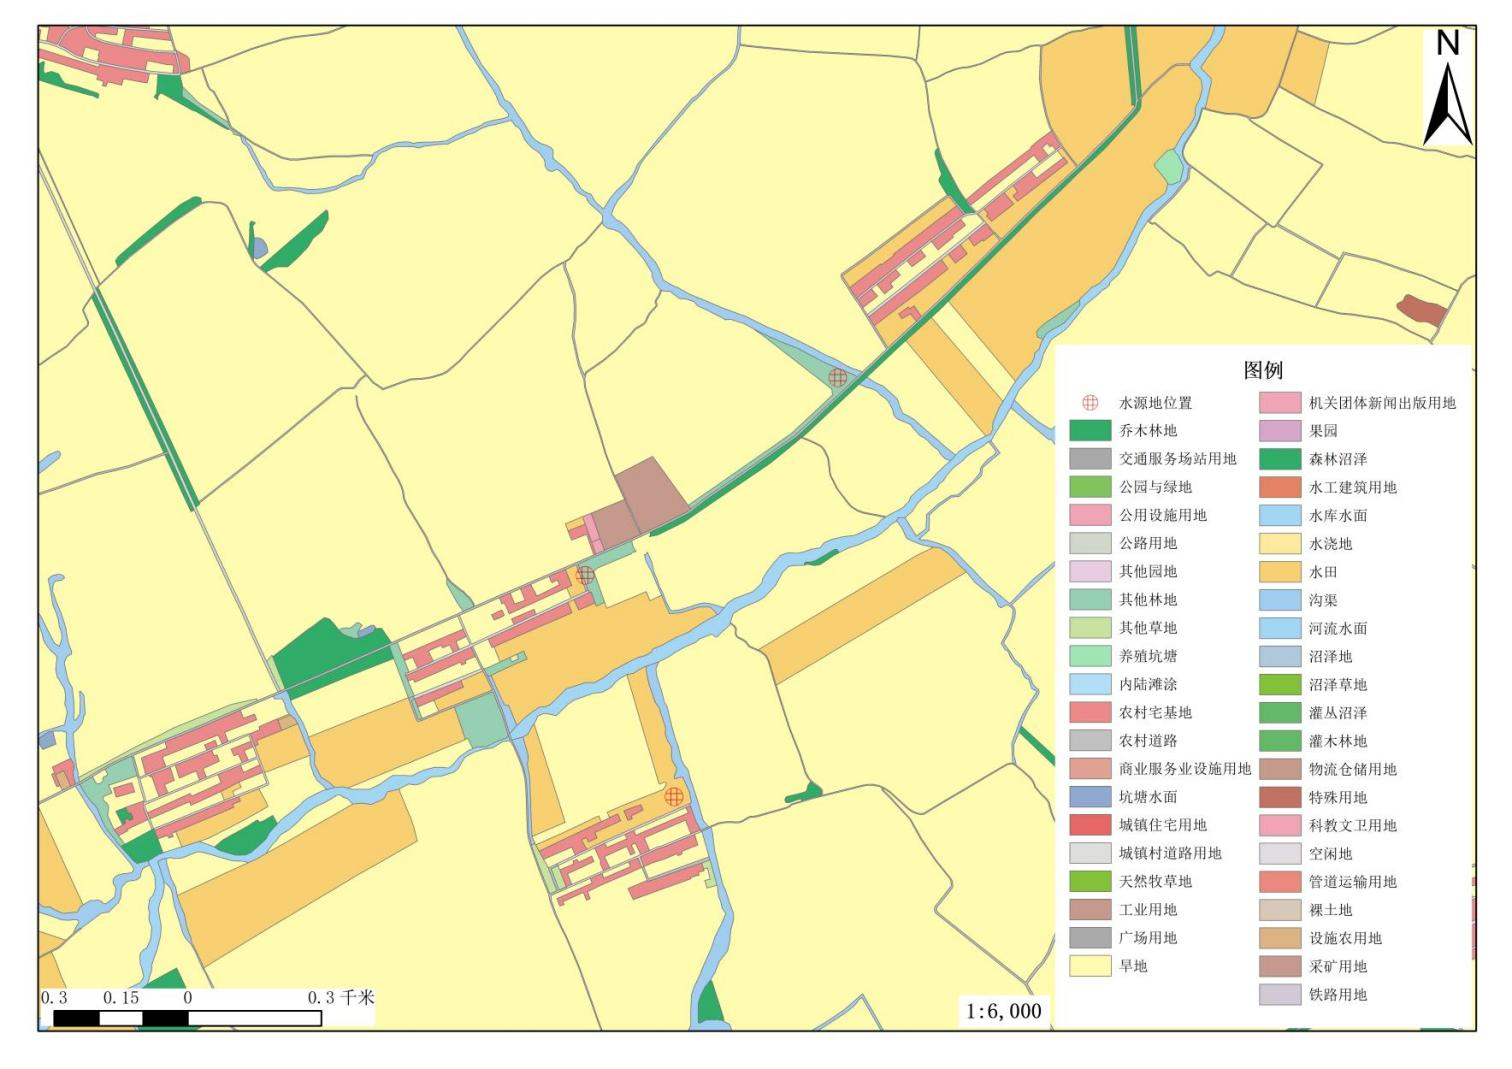 N
图例
水源地位置
乔木林地
交通服务场站用地
公园与绿地
公用设施用地
公路用地
其他园地
其他林地
其他草地
养殖坑塘
内陆滩涂
农村宅基地
农村道路
商业服务业设施用地
坑塘水面
城镇住宅用地
城镇村道路用地
天然牧草地
工业用地
广场用地
旱地
机关团体新闻出版用地
果园
森林沼泽
水工建筑用地
水库水面
水浇地
水田
沟渠
河流水面
沼泽地
沼泽草地
灌丛沼泽
灌木林地
物流仓储用地
特殊用地
科教文卫用地
空闲地
管道运输用地
裸土地
设施农用地
采矿用地
铁路用地
0.3 0.15 0 0.3 千米
1:6,000